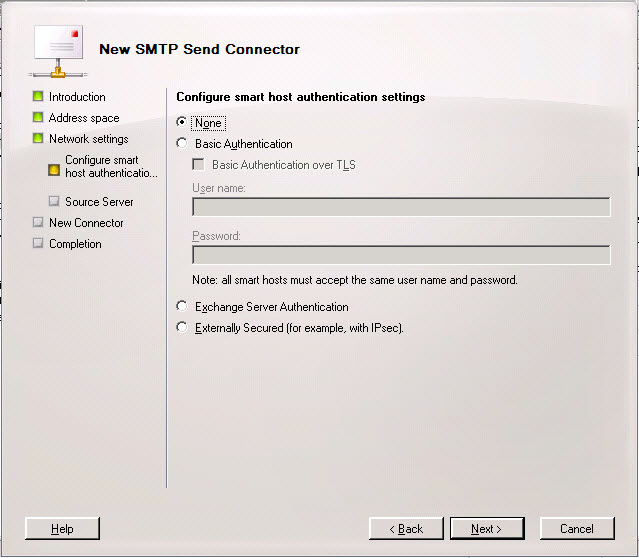 New SMTP Send Connector
Introduction
Address space
Network settings
Configure smart
host authenticatio...
Source Server
New Connector
Completion
Configure smart host authentication settings
None
Basic Authentication
Basic Authentication over TLS
User name:
Password:
Note: all smart hosts must accept the same user name and password.
Exchange Server Authentication
Externally Secured (for example, with IPsec).
Help
< Back
Next >
Cancel